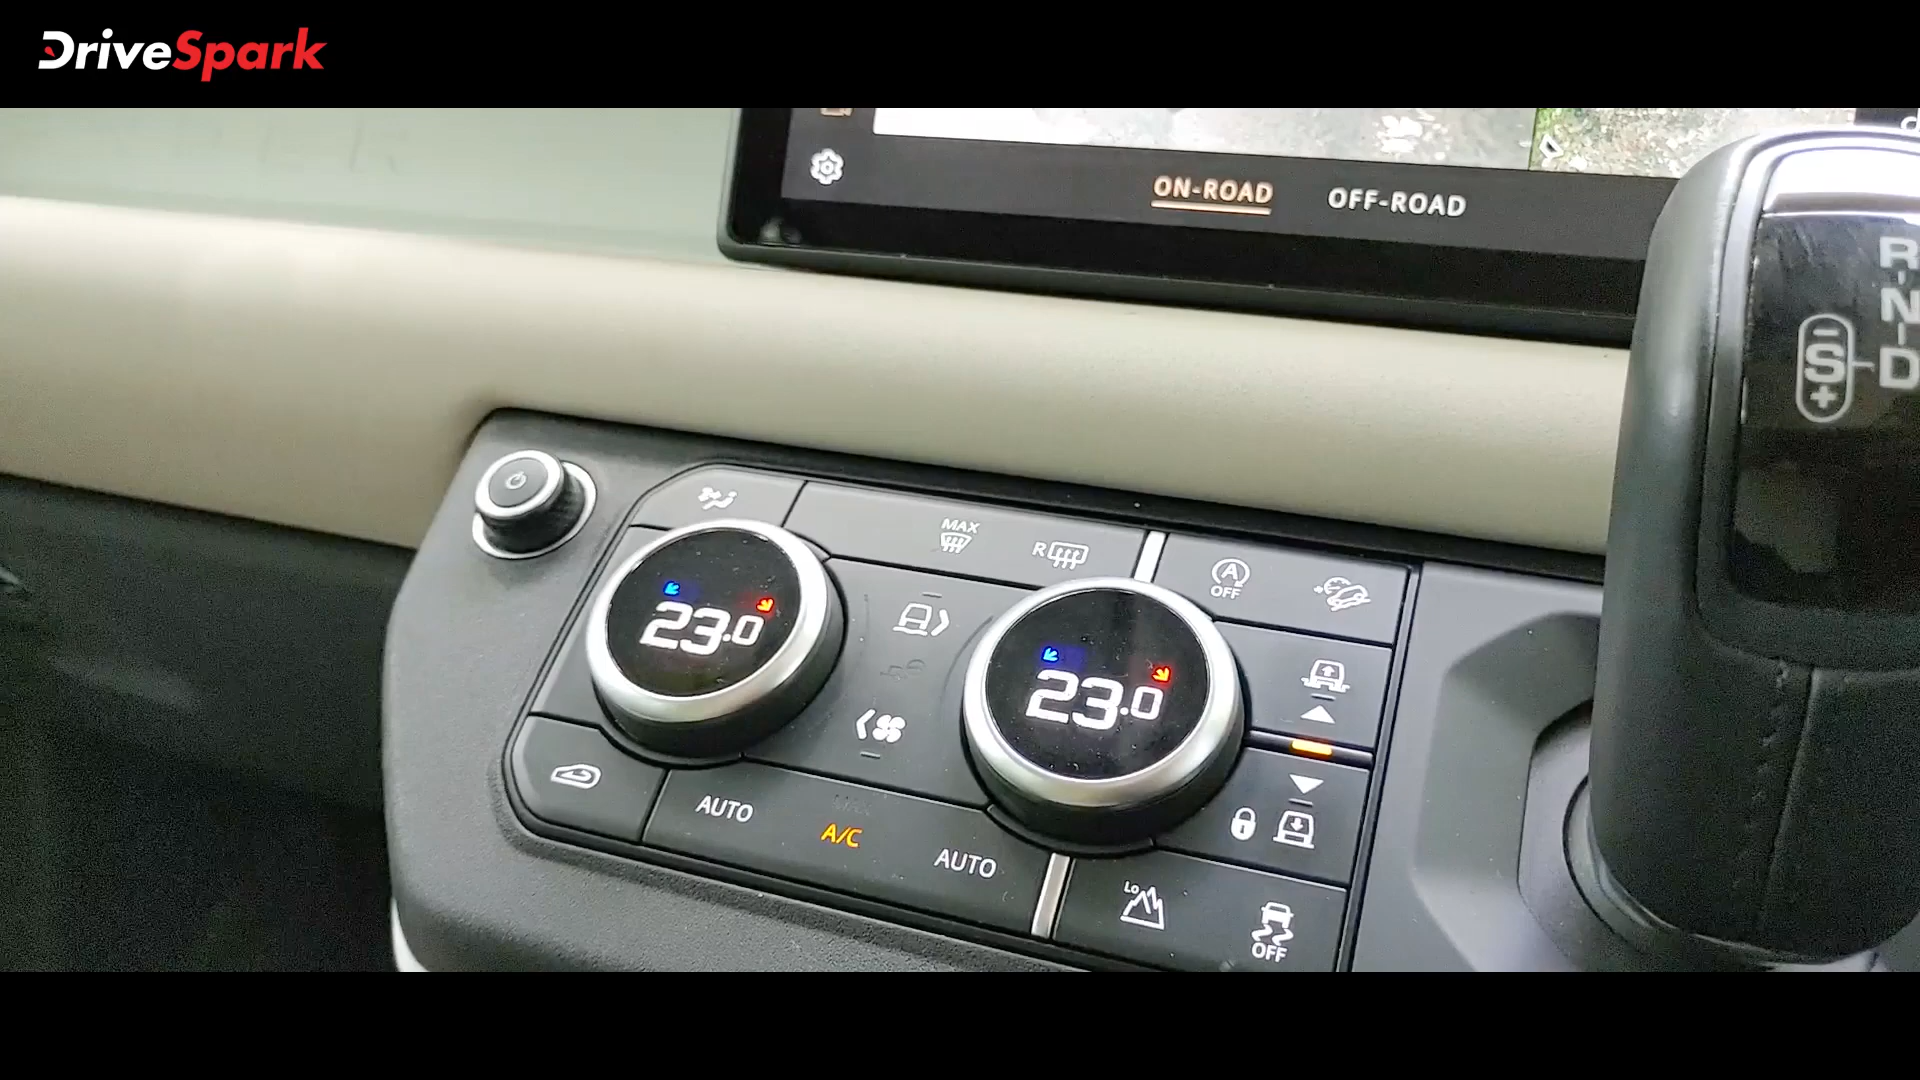 DriveSpark
ON-ROAD OFF-ROAD
R
N
S D
MAX
R
A
OFF
23.0
23.0
AUTO
A/C
AUTO
Lo
OFF